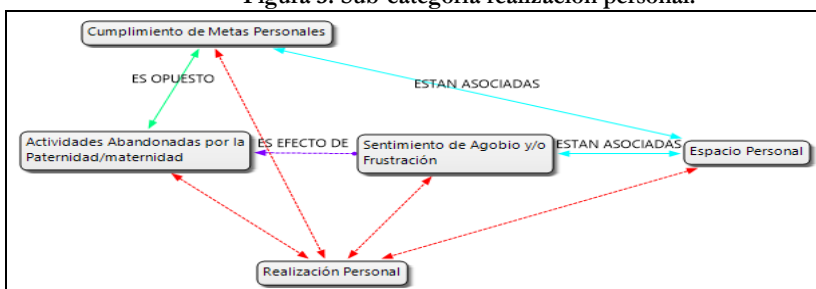 Figura 3. Sub-categoría realización personal.
Cumplimiento de Metas Personales
ES OPUESTO
ESTAN ASOCIADAS
Actividades Abandonadas por la
Paternidad/maternidad
ES EFECTO DE
Sentimiento de Agobio y/o
Frustración
ESTAN ASOCIADAS
Espacio Personal
Realización Personal